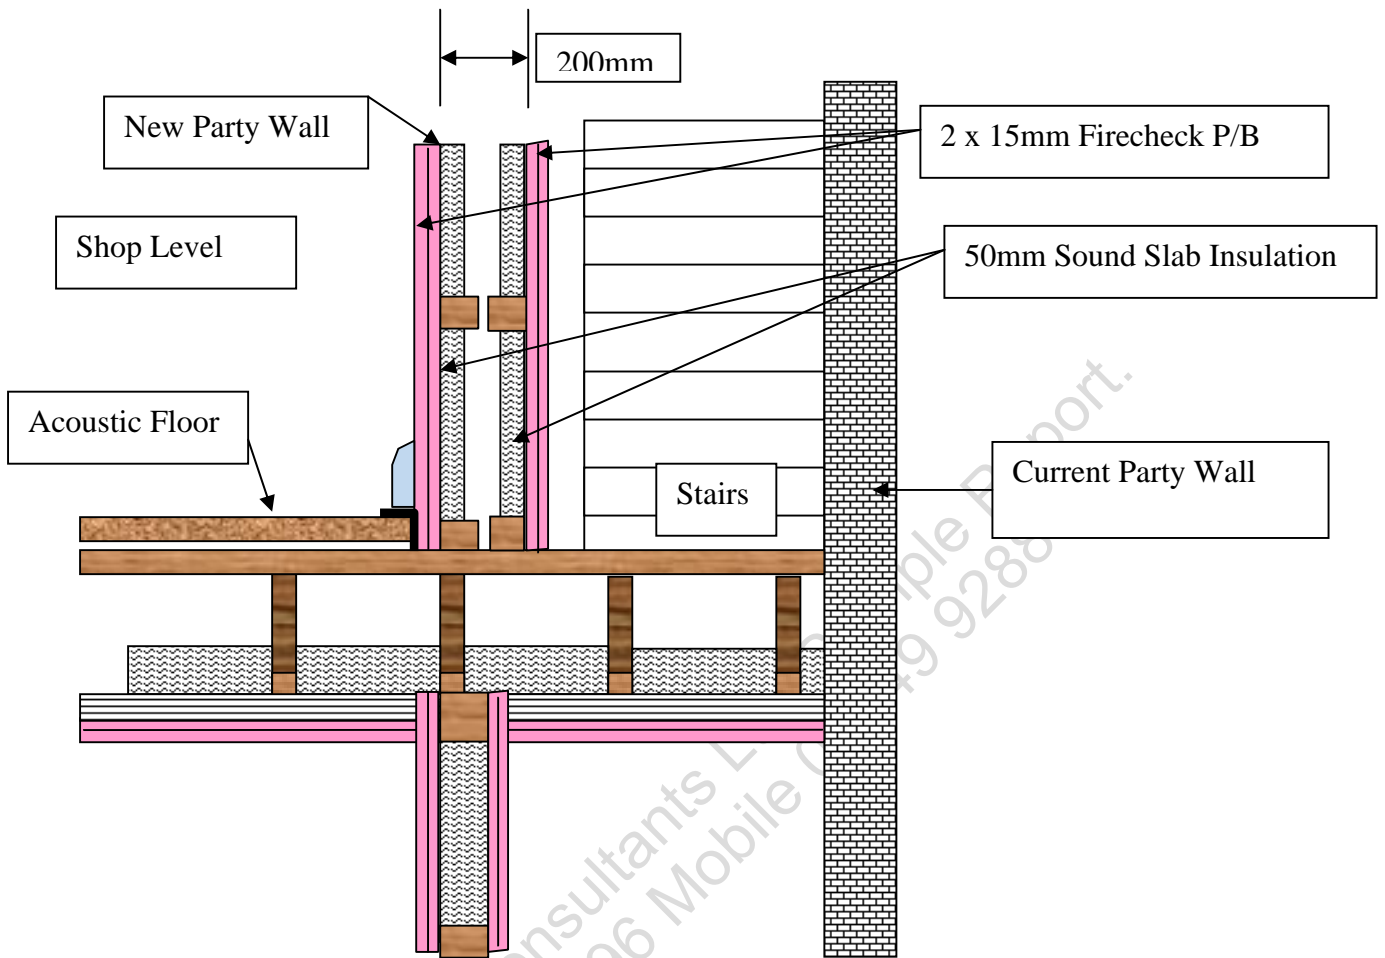 200mm
New Party Wall
2 x 15mm Firecheck P/B
Shop Level
50mm Sound Slab Insulation
Acoustic Floor
Current Party Wall
Stairs